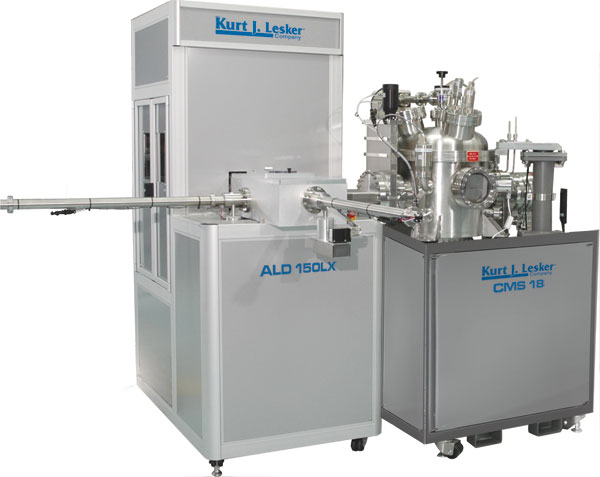 Kurt J. Lesker
Company
ALD 150LX
Kurt J. Lesker
Company
CMS 18